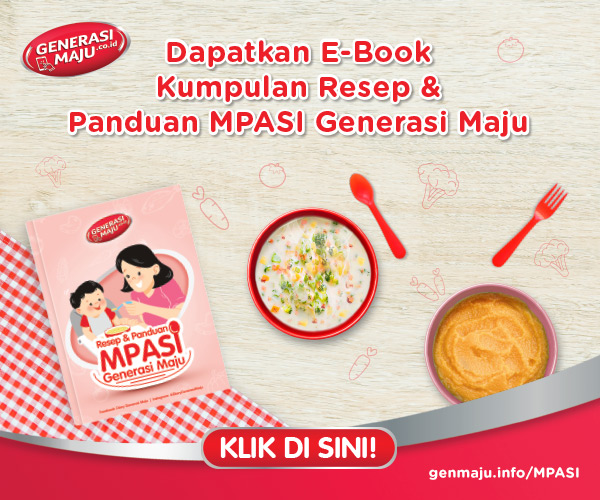 GENERASI
MAJU.co.id
Dapatkan E-Book
Kumpulan Resep &
Panduan MPASI Generasi Maju
GENERASI
MAJU
Resep & Panduan
MPASI
Generasi Maju
KLIK DI SINI!
genmaju.info/MPASI